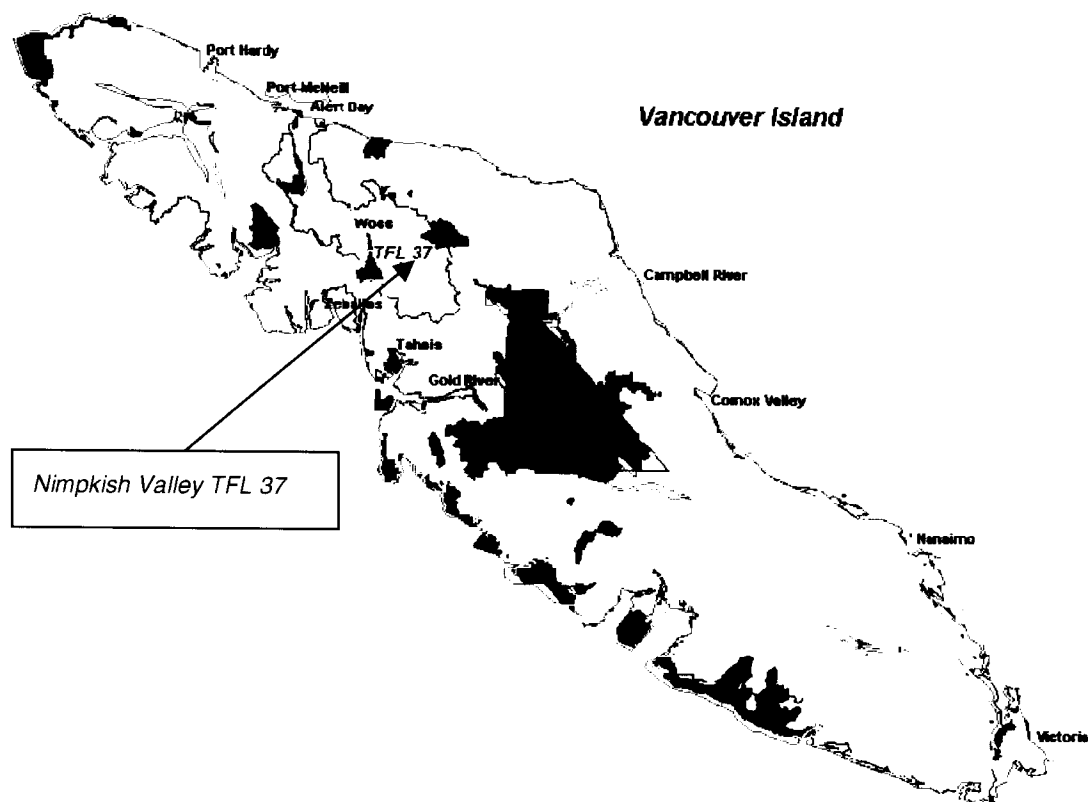 Port Hardy
Port McNeill
Alert Bay
Vancouver Island
Woss
TFL 37
Campbell River
Zeballos
Tahsis
Gold River
Comox Valley
Nimpkish Valley TFL 37
Nanaimo
Victoria